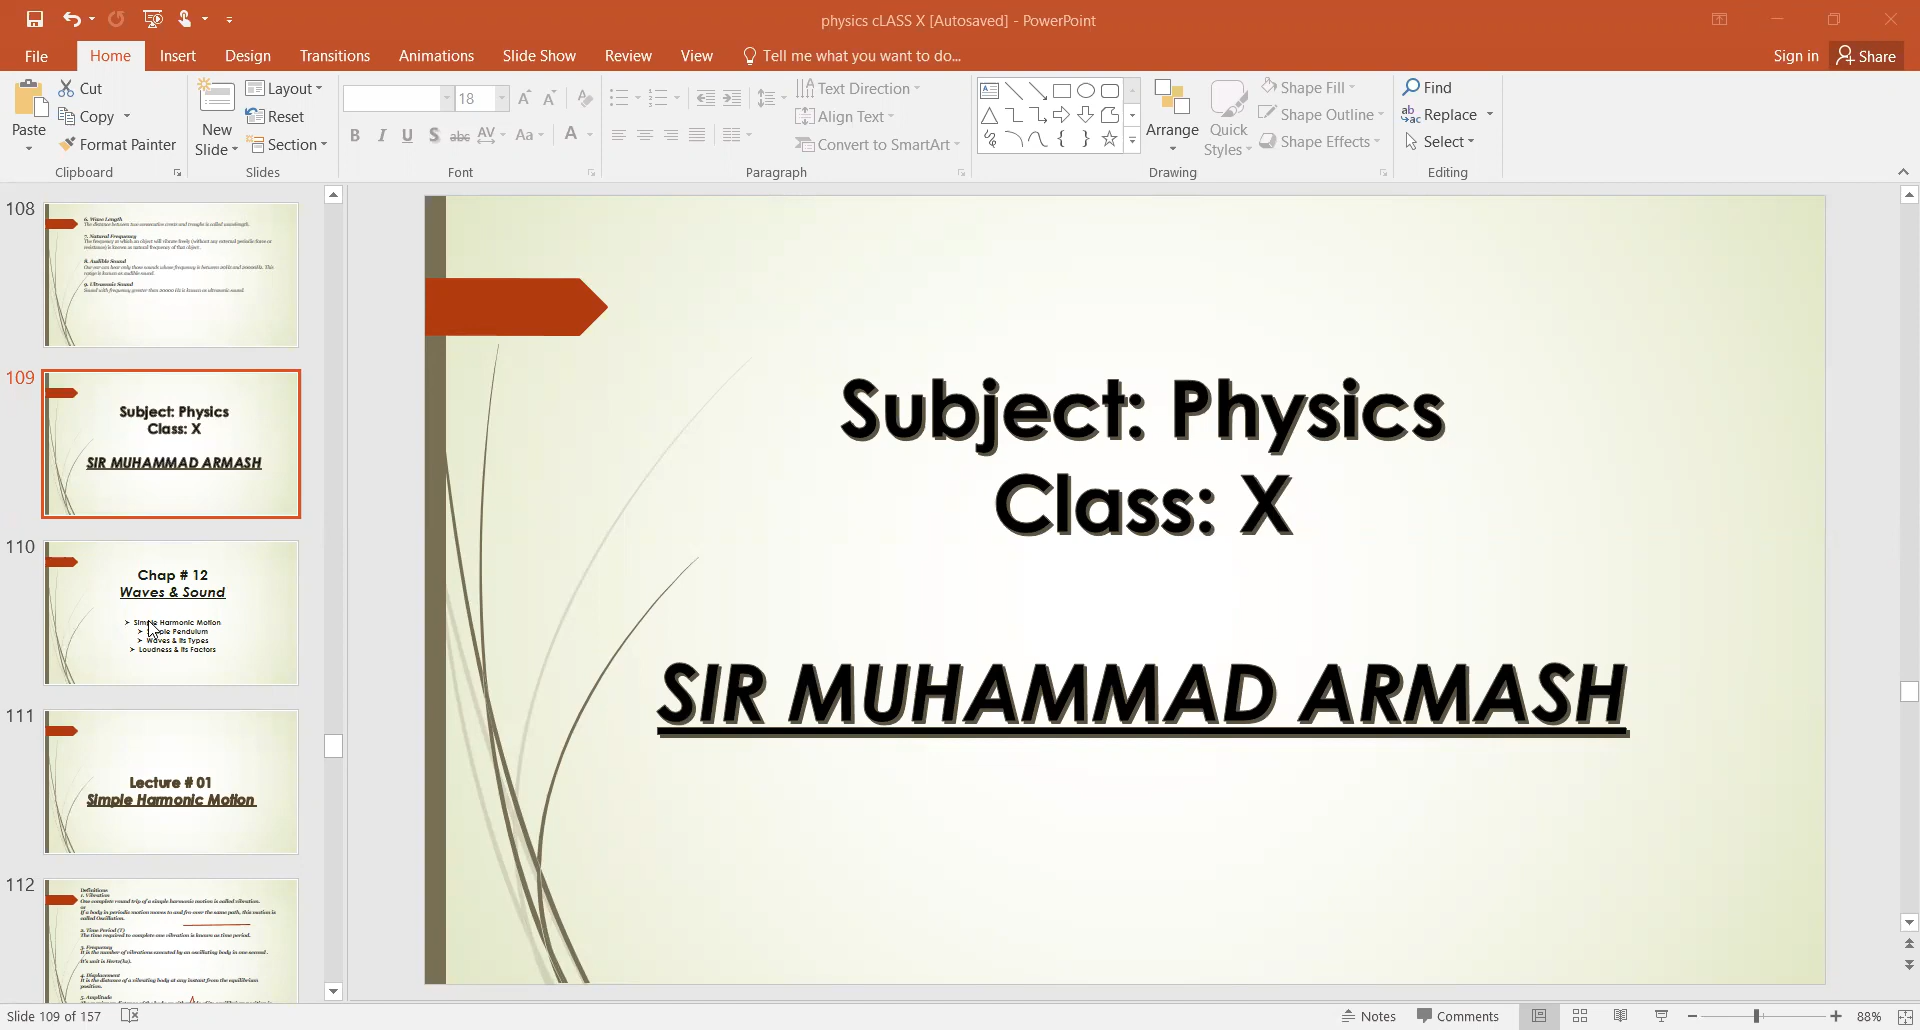 physics cLASS X [Autosaved] - PowerPoint
File Home Insert Design Transitions Animations Slide Show Review View Tell me what you want to do... Sign in Share
Paste
Cut
Copy
Format Painter
Clipboard
New Slide
Layout
Reset
Section
Slides
18
B I U S abc AV Aa A
Font
Text Direction
Align Text
Convert to SmartArt
Paragraph
Arrange
Quick Styles
Shape Fill
Shape Outline
Shape Effects
Drawing
Find
Replace
Select
Editing
108
6. Wave Length
The distance between two consecutive crests and troughs is called wavelength.
7. Natural Frequency
The frequency at which an object will vibrate freely (without any external periodic force or
resistance) is known as natural frequency of that object.
8. Audible Sound
Our ear can hear only those sounds whose frequency is between 20Hz and 20000Hz. This
range is known as audible sound.
9. Ultrasonic Sound
Sound with frequency greater than 20000 Hz is known as ultrasonic sound.
109
Subject: Physics
Class: X
SIR MUHAMMAD ARMASH
110
Chap # 12
Waves & Sound
Simple Harmonic Motion
Pendulum
Waves & Its Types
Loudness & Its Factors
111
Lecture # 01
Simple Harmonic Motion
112
Definitions
1. Vibration
One complete round trip of a simple harmonic motion is called vibration.
or
If a body in periodic motion moves to and fro over the same path, this motion is
called Oscillation.
2. Time Period (T)
The time required to complete one vibration is known as time period.
3. Frequency
It is the number of vibrations executed by an oscillating body in one second.
It's unit is Hertz(hz).
4. Displacement
It is the distance of a vibrating body at any instant from the equilibrium
position.
5. Amplitude
Subject: Physics
Class: X
SIR MUHAMMAD ARMASH
Slide 109 of 157
Notes Comments 88%